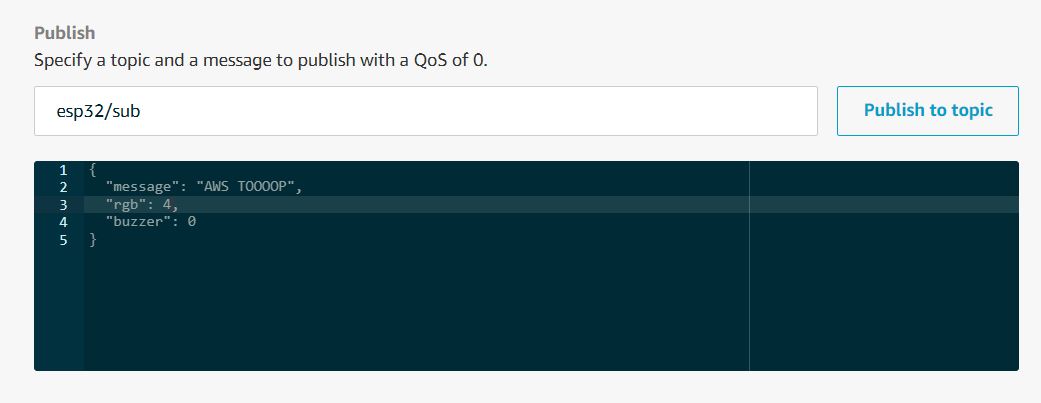 Publish
Specify a topic and a message to publish with a QoS of 0.
esp32/sub
Publish to topic
1 {
2 "message": "AWS TOOOOP",
3 "rgb": 4,
4 "buzzer": 0
5 }